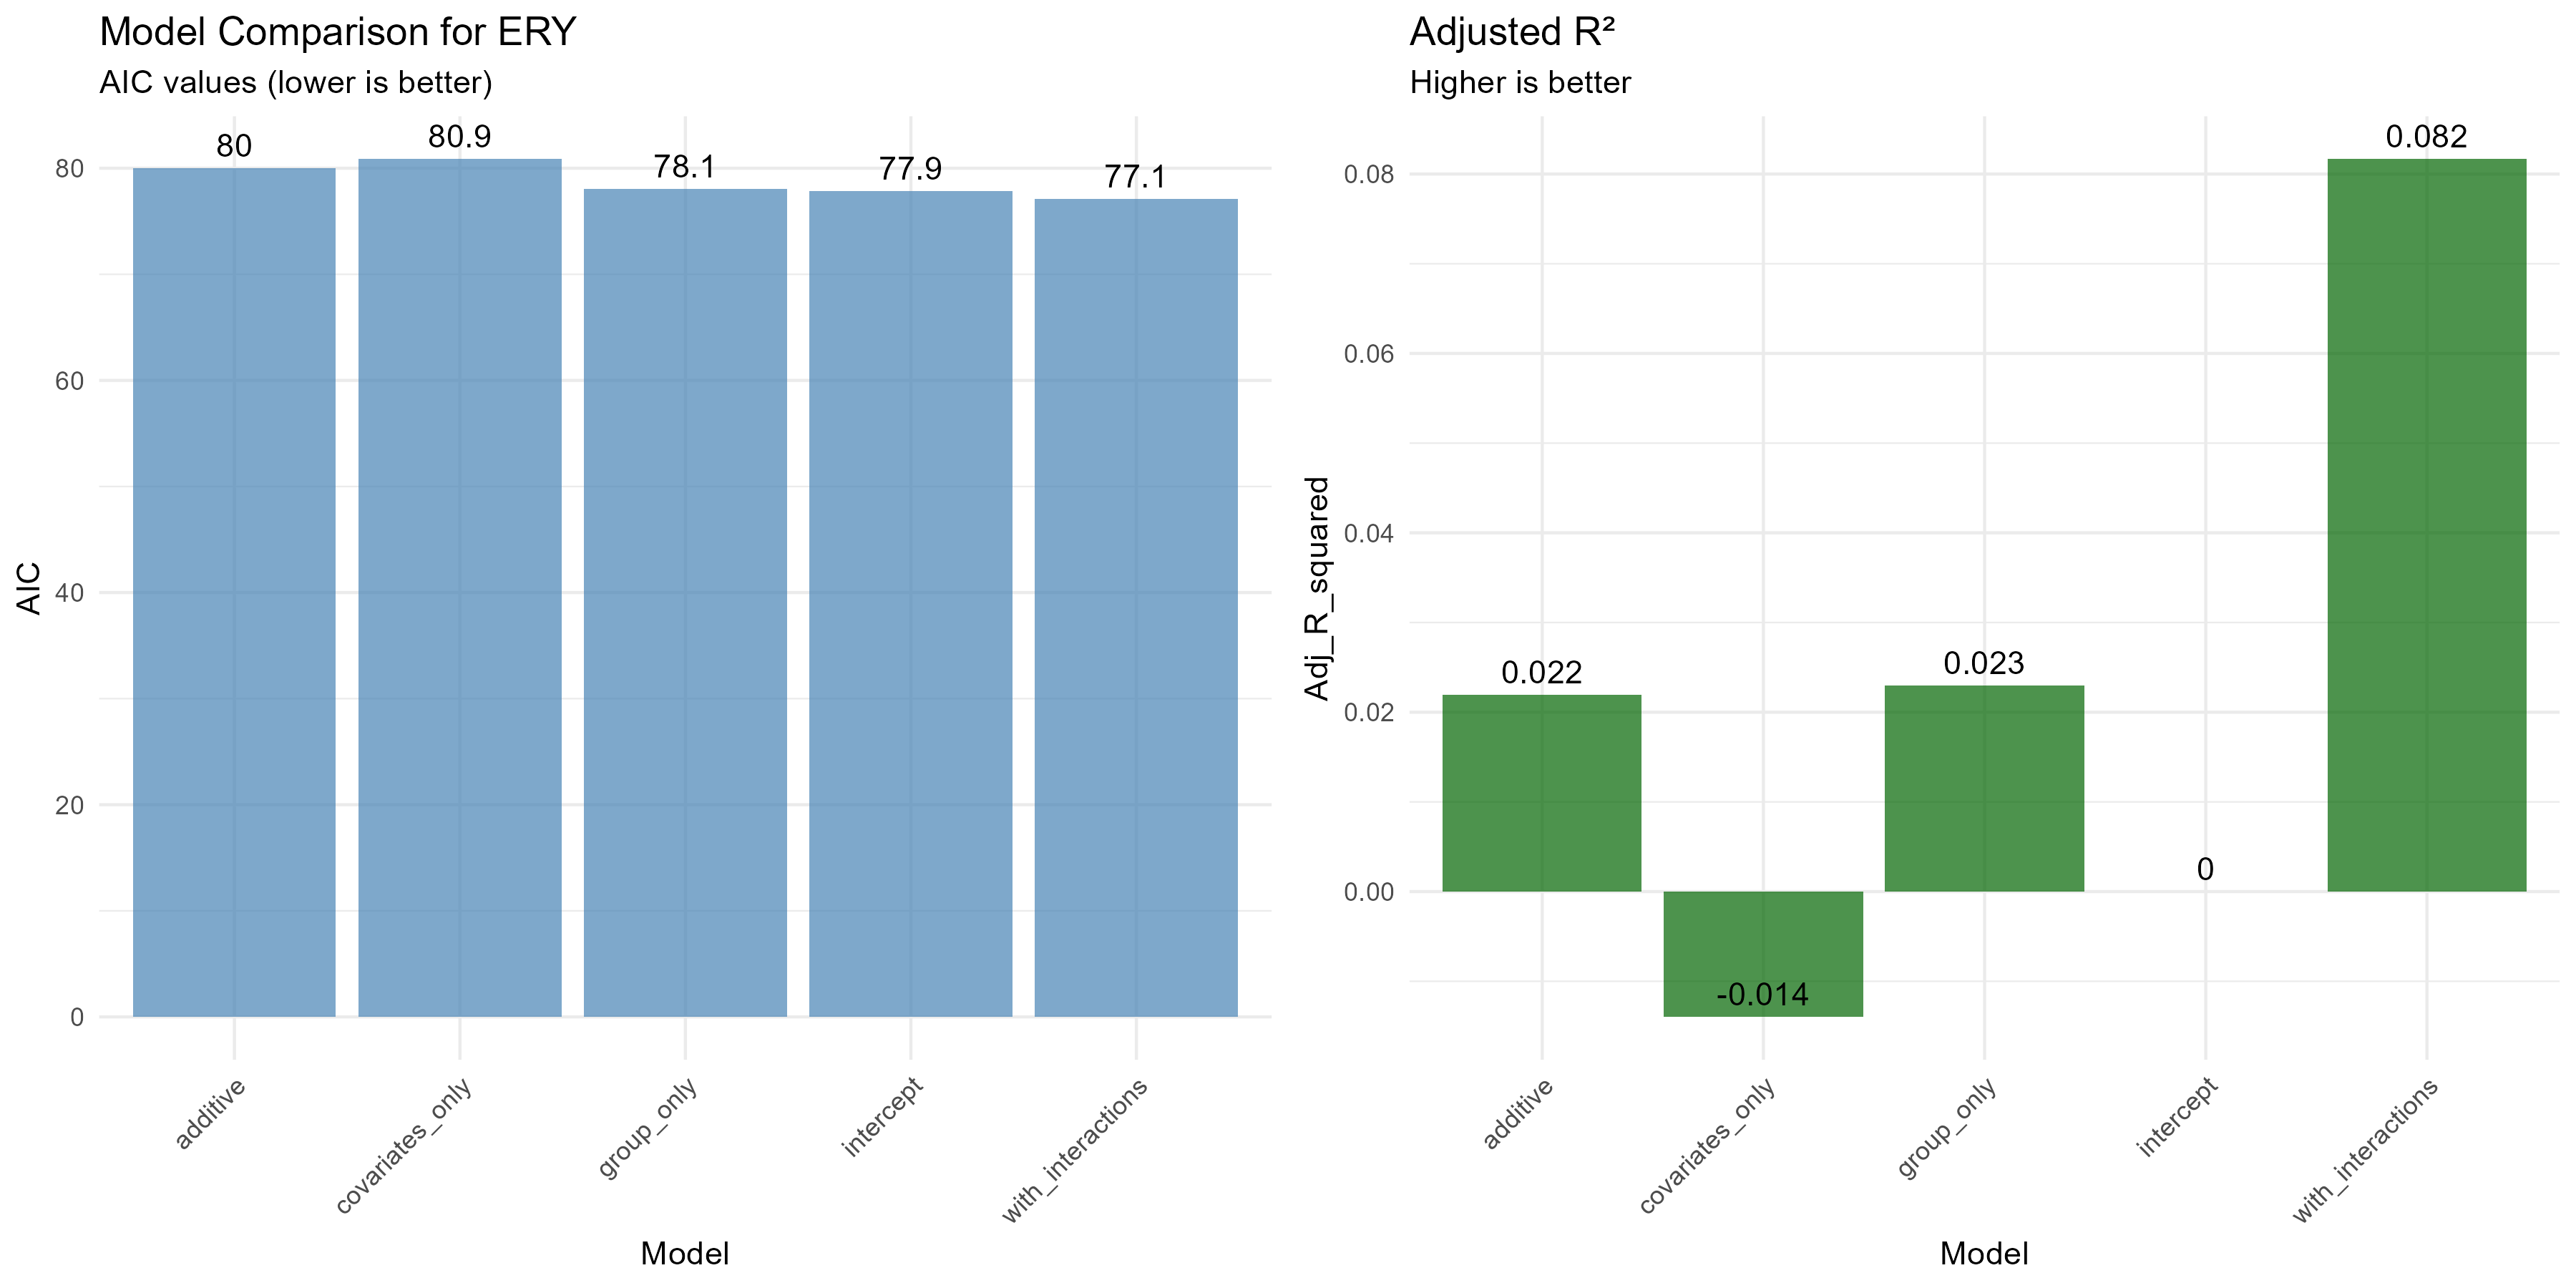 Model Comparison for ERY
AIC values (lower is better)
80
80.9
78.1
77.9
77.1
80
60
40
20
0
AIC
additive
covariates_only
group_only
intercept
with_interactions
Model
Adjusted R²
Higher is better
0.022
-0.014
0.023
0
0.082
0.08
0.06
0.04
0.02
0.00
Adj_R_squared
additive
covariates_only
group_only
intercept
with_interactions
Model